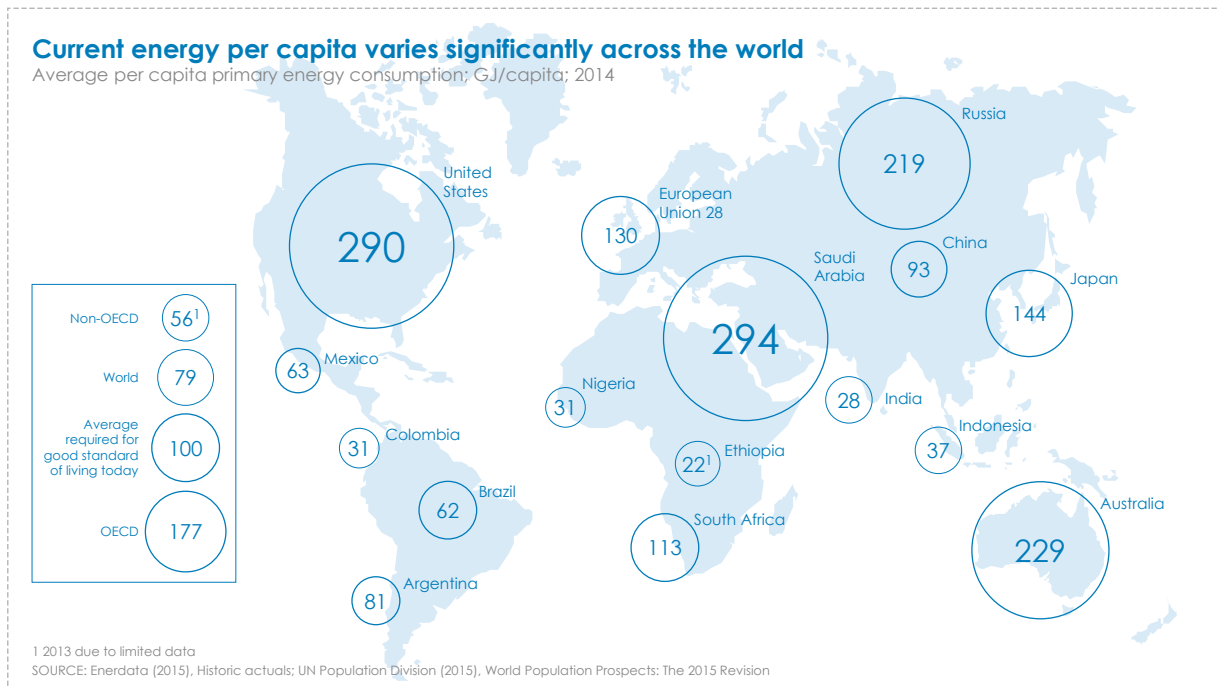 Current energy per capita varies significantly across the world
Average per capita primary energy consumption; GJ/capita; 2014
Russia
219
United
States
290
European
Union 28
130
China
93
Saudi
Arabia
294
Japan
144
Non-OECD
56¹
World
79
Average
required for
good standard
of living today
100
OECD
177
Mexico
63
Nigeria
31
India
28
Colombia
31
Indonesia
37
Ethiopia
22¹
Brazil
62
South Africa
113
Australia
229
Argentina
81
1 2013 due to limited data
SOURCE: Enerdata (2015), Historic actuals; UN Population Division (2015), World Population Prospects: The 2015 Revision